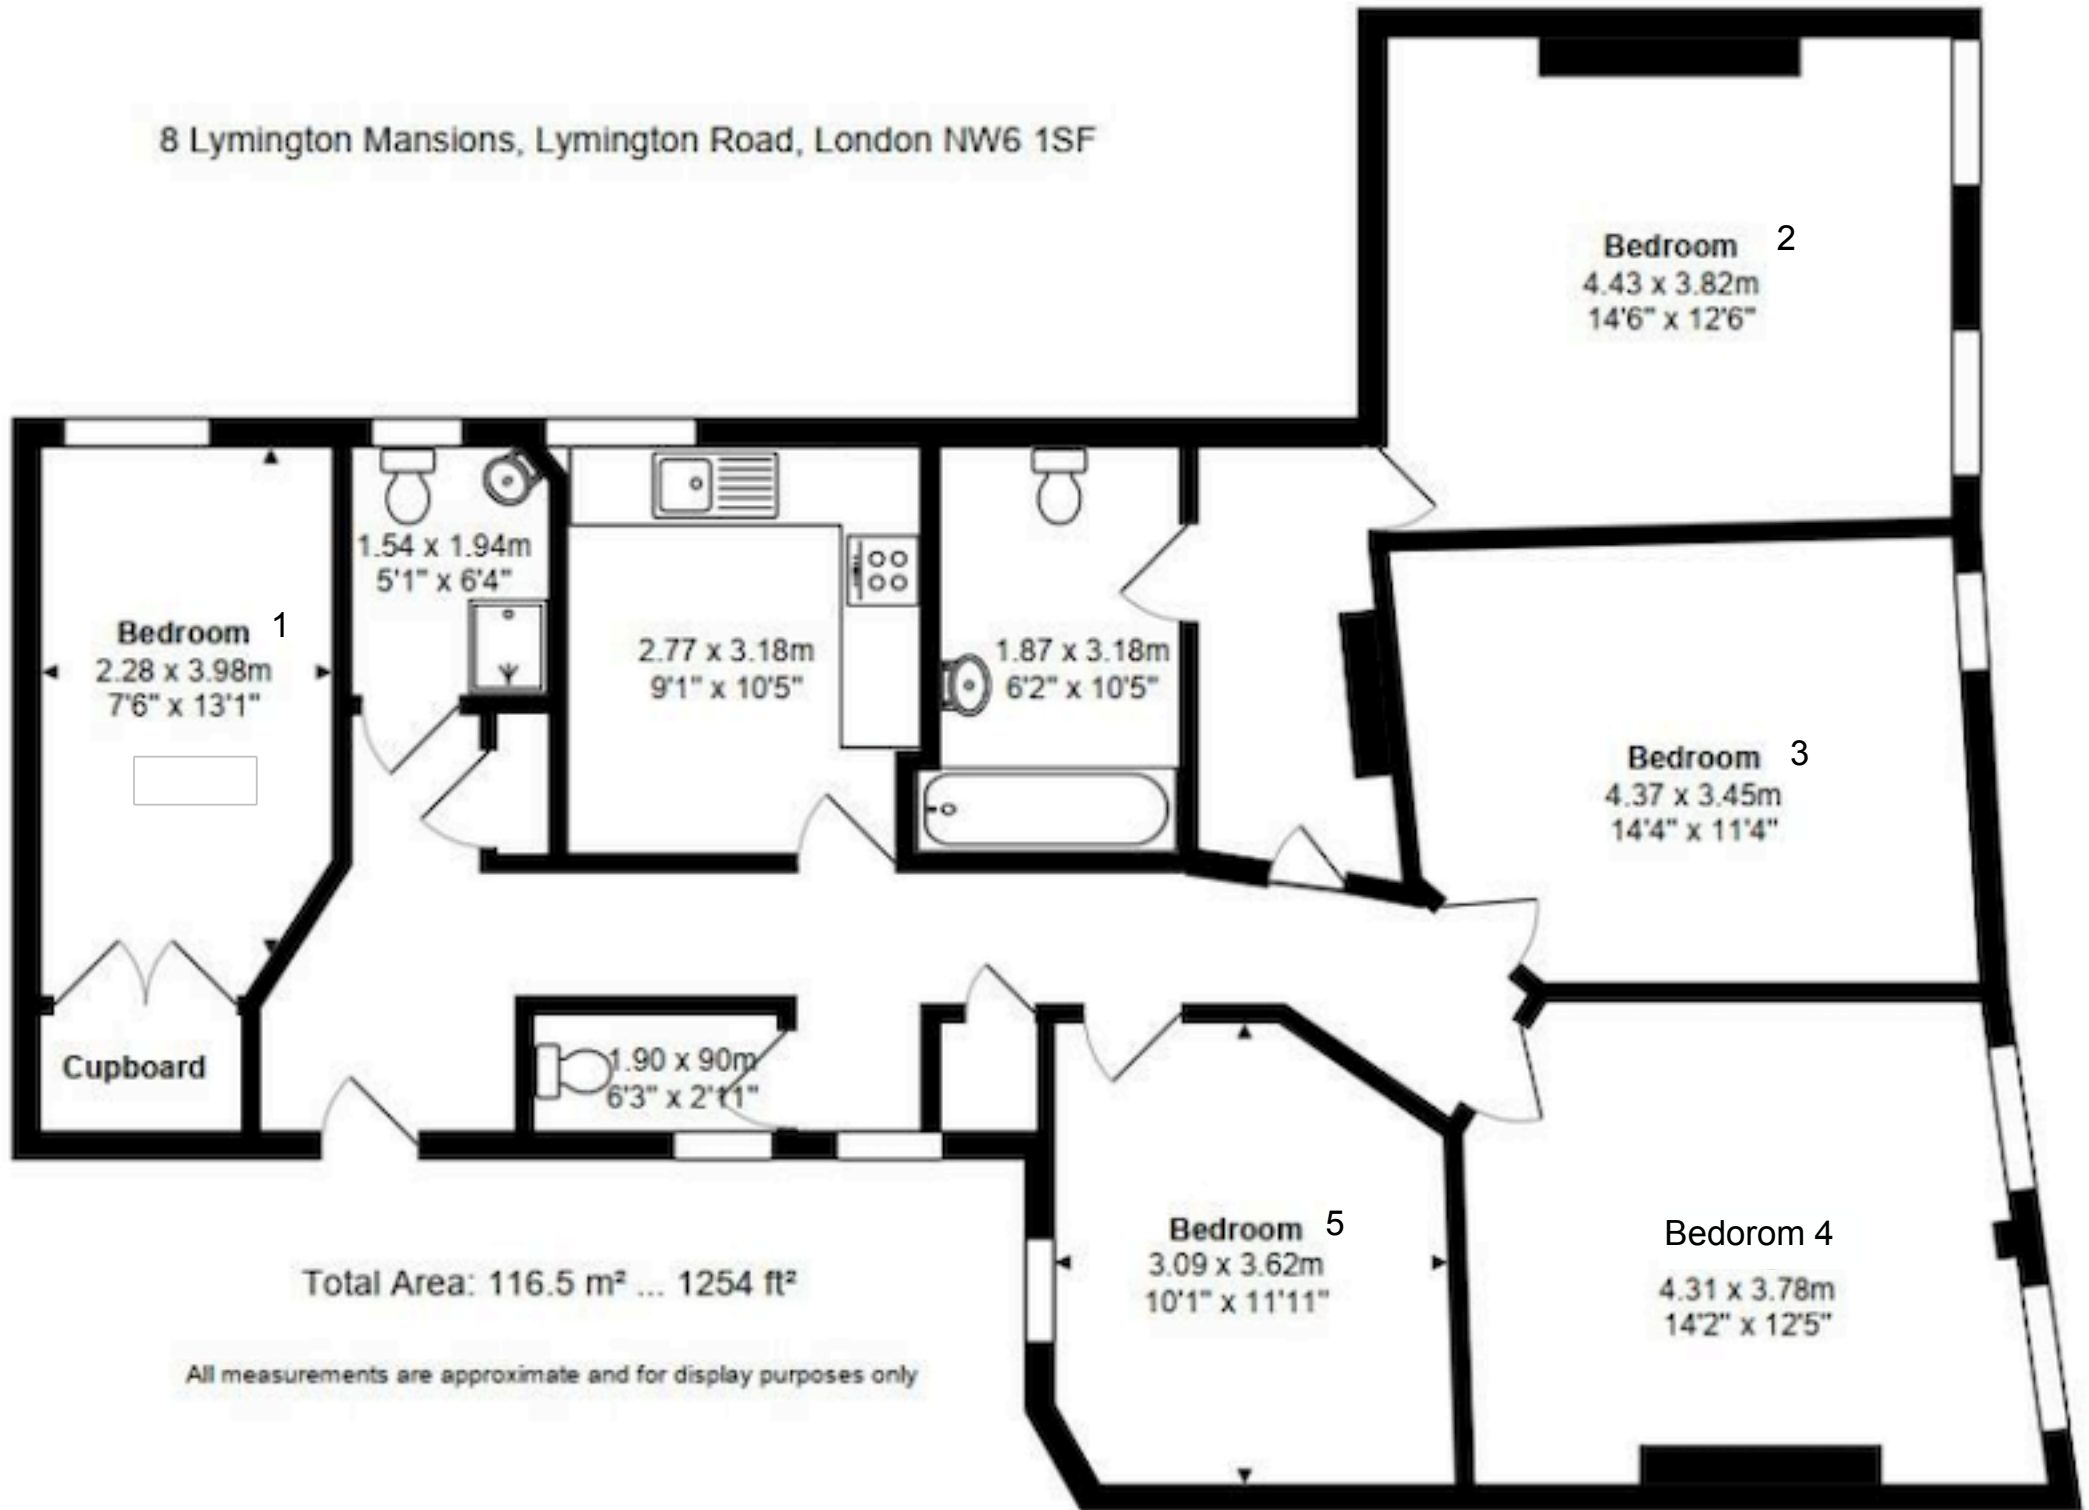 8 Lymington Mansions, Lymington Road, London NW6 1SF
Bedroom 2
4.43 x 3.82m
14'6" x 12'6"
1.54 x 1.94m
5'1" x 6'4"
Bedroom 1
2.28 x 3.98m
7'6" x 13'1"
2.77 x 3.18m
9'1" x 10'5"
1.87 x 3.18m
6'2" x 10'5"
Bedroom 3
4.37 x 3.45m
14'4" x 11'4"
Cupboard
1.90 x 90m
6'3" x 2'11"
Bedroom 5
3.09 x 3.62m
10'1" x 11'11"
Bedorom 4
4.31 x 3.78m
14'2" x 12'5"
Total Area: 116.5 m² ... 1254 ft²
All measurements are approximate and for display purposes only